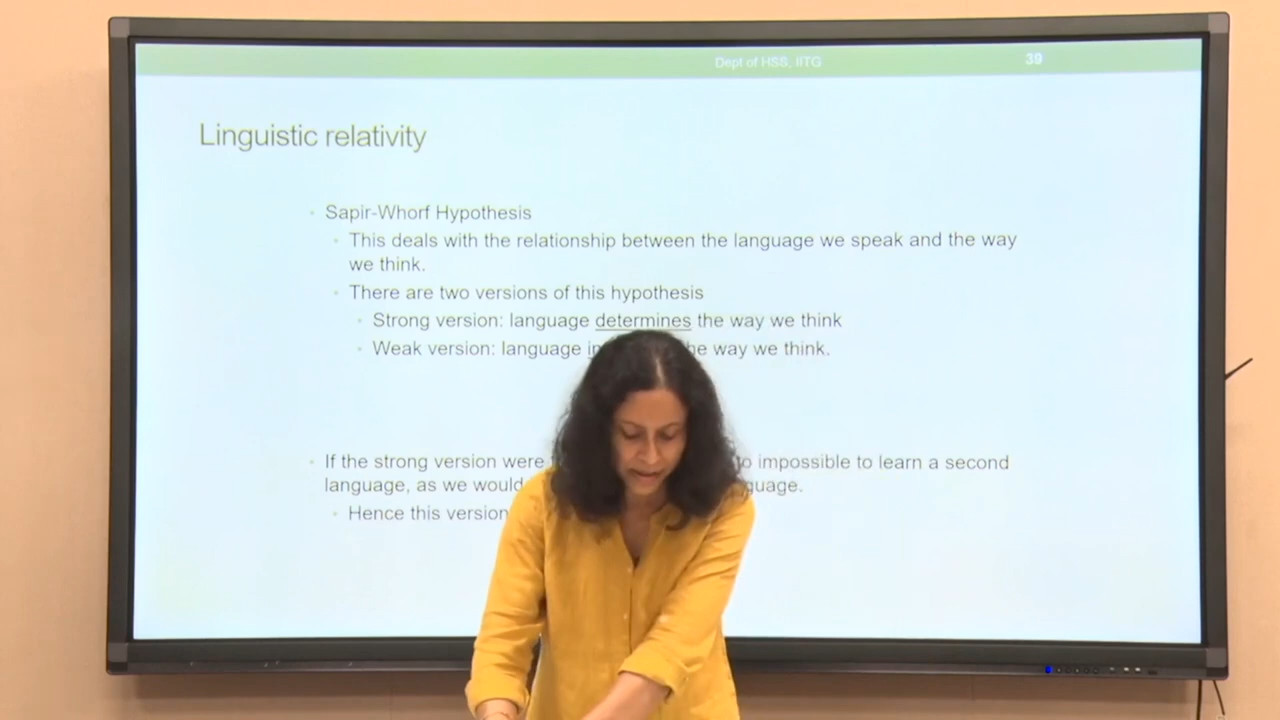 Dept of HSS, IITG 39
Linguistic relativity
Sapir-Whorf Hypothesis
This deals with the relationship between the language we speak and the way
we think.
There are two versions of this hypothesis
Strong version: language determines the way we think
Weak version: language the way we think.
If the strong version were to impossible to learn a second
language, as we would
Hence this version